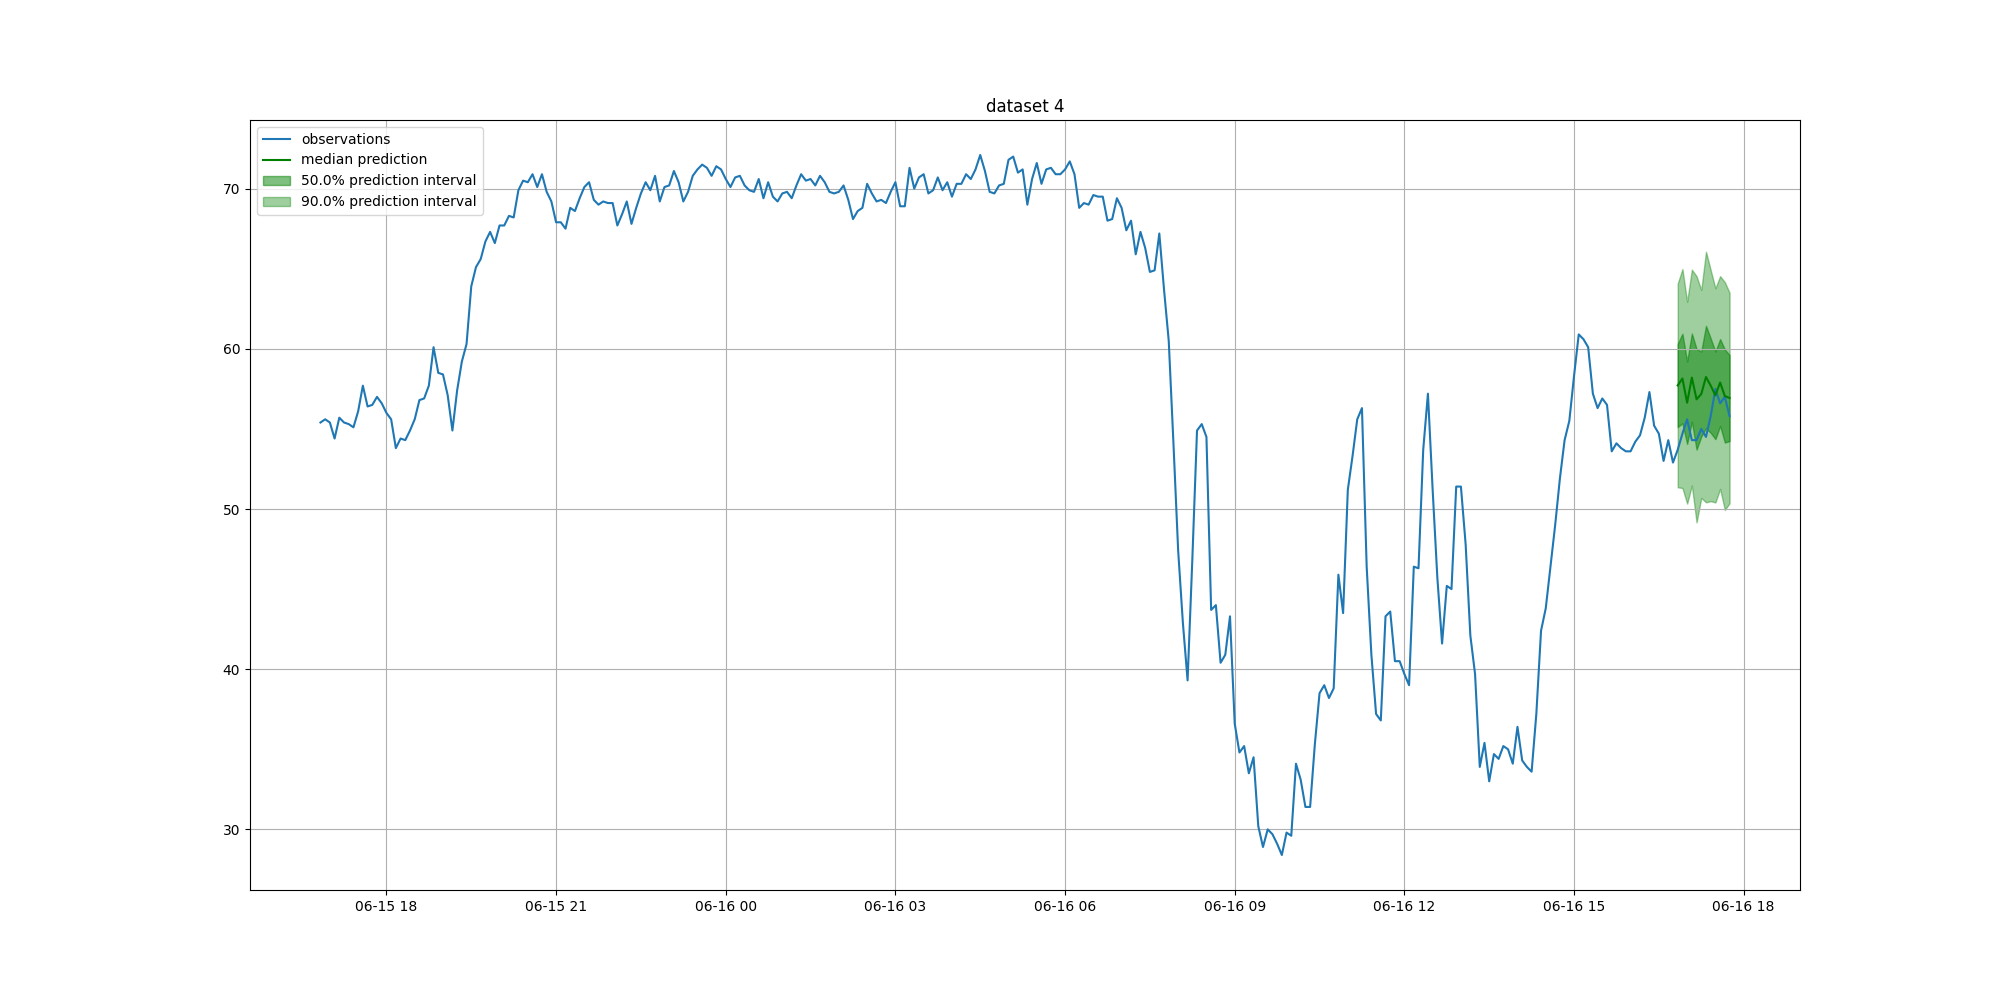 dataset 4
observations
median prediction
50.0% prediction interval
90.0% prediction interval
70
60
50
40
30
06-15 18
06-15 21
06-16 00
06-16 03
06-16 06
06-16 09
06-16 12
06-16 15
06-16 18